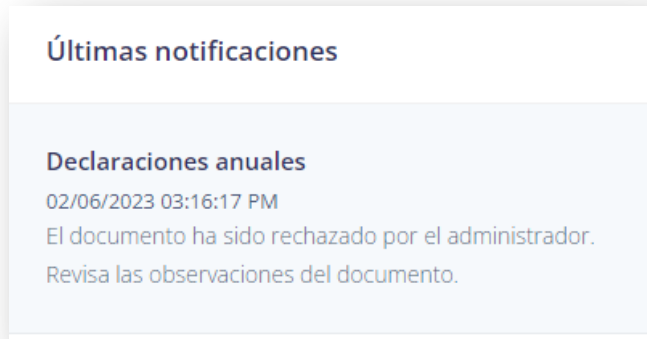 Últimas notificaciones
Declaraciones anuales
02/06/2023 03:16:17 PM
El documento ha sido rechazado por el administrador.
Revisa las observaciones del documento.